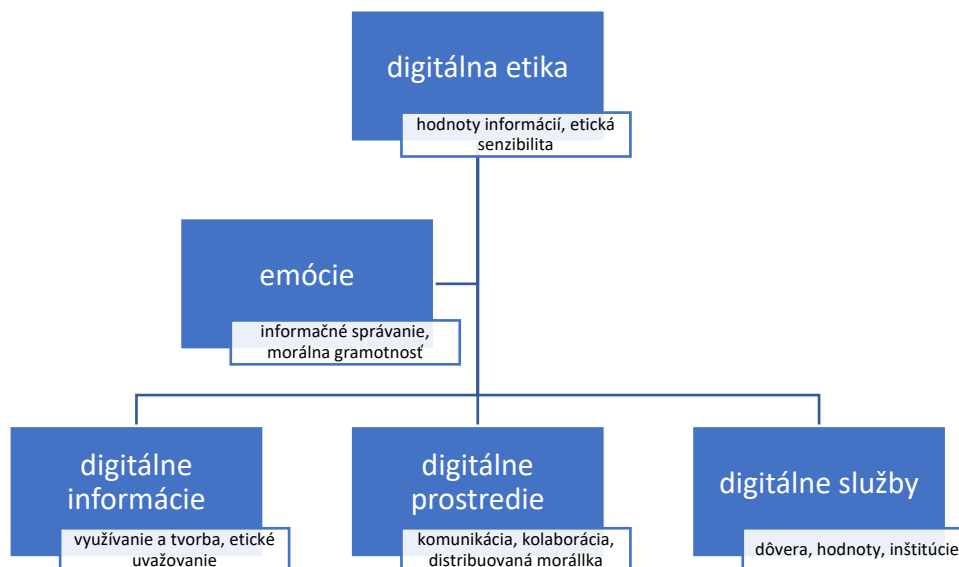 digitálna etika
hodnoty informácií, etická
senzibilita
emócie
informačné správanie,
morálna gramotnosť
digitálne
informácie
využívanie a tvorba, etické
uvažovanie
digitálne
prostredie
komunikácia, kolaborácia,
distribuovaná morállka
digitálne služby
dôvera, hodnoty, inštitúcie